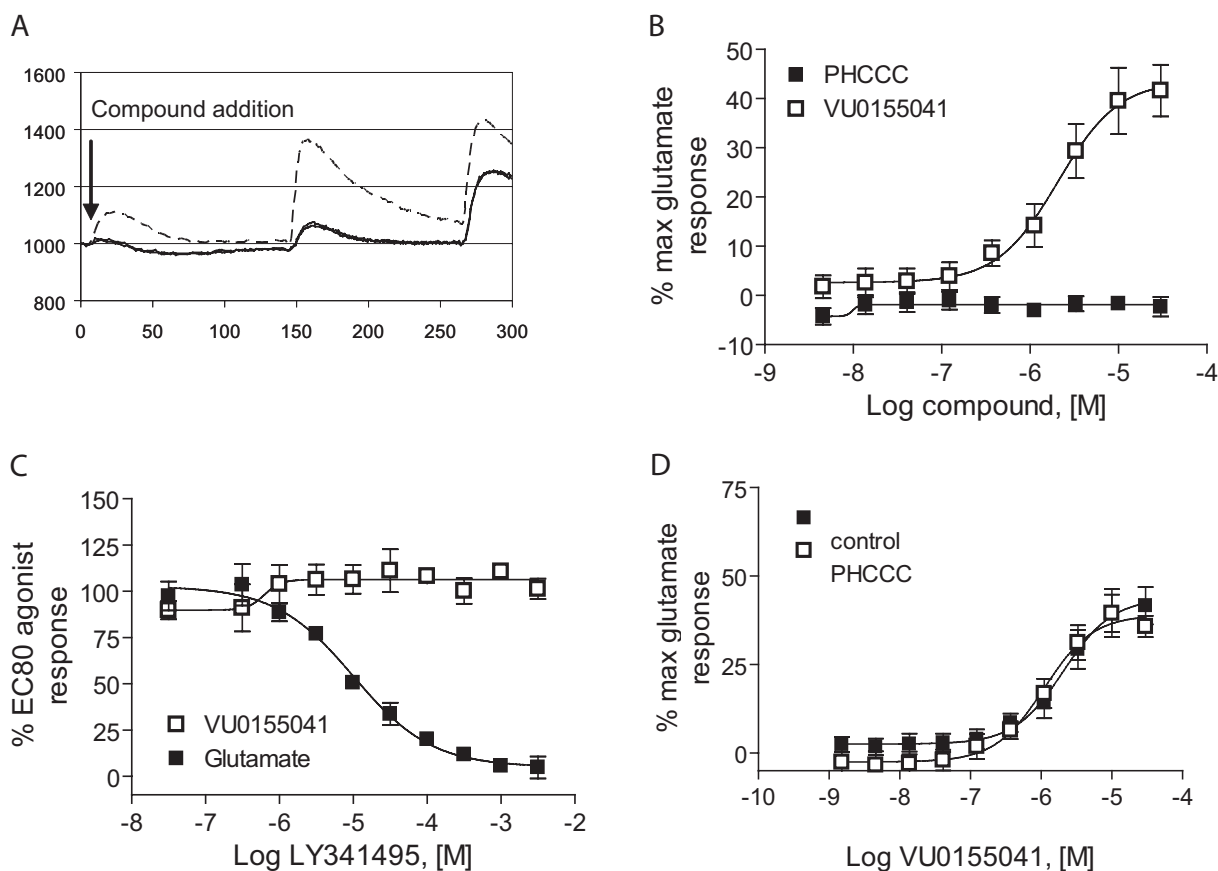 A
1600
1400
1200
1000
800
Compound addition
0 50 100 150 200 250 300
B
% max glutamate
response
50
40
30
20
10
0
-10
PHCCC
VU0155041
-9 -8 -7 -6 -5 -4
Log compound, [M]
C
% EC80 agonist
response
150
125
100
75
50
25
0
VU0155041
Glutamate
-8 -7 -6 -5 -4 -3 -2
Log LY341495, [M]
D
% max glutamate
response
75
50
25
0
control
PHCCC
-10 -9 -8 -7 -6 -5 -4
Log VU0155041, [M]